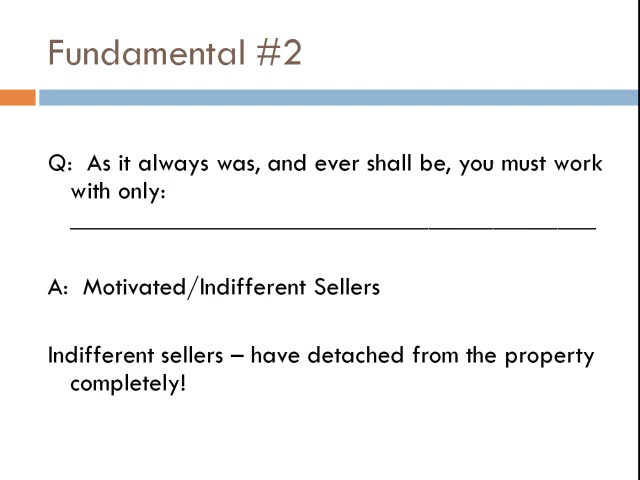 Fundamental #2
Q: As it always was, and ever shall be, you must work
with only:
_______________________________________
A: Motivated/Indifferent Sellers
Indifferent sellers – have detached from the property
completely!